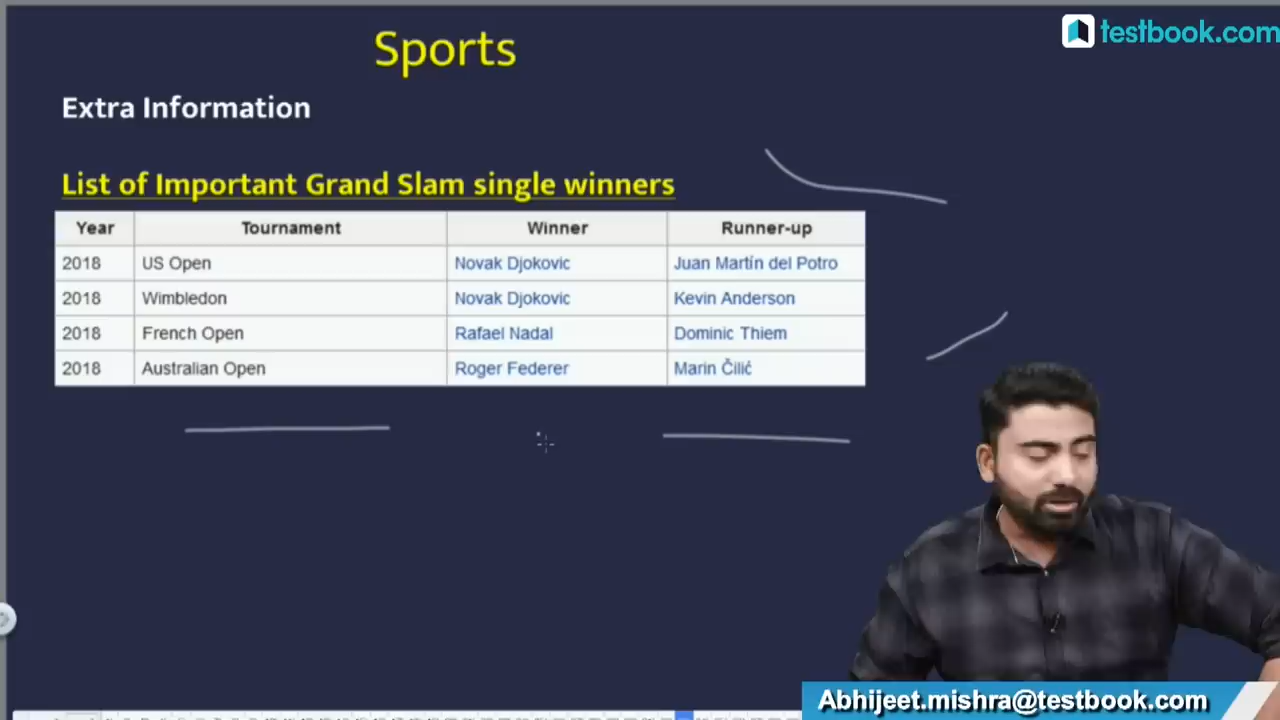 Sports
testbook.com
Extra Information
List of Important Grand Slam single winners
Year Tournament Winner Runner-up
2018 US Open Novak Djokovic Juan Martín del Potro
2018 Wimbledon Novak Djokovic Kevin Anderson
2018 French Open Rafael Nadal Dominic Thiem
2018 Australian Open Roger Federer Marin Čilić
Abhijeet.mishra@testbook.com